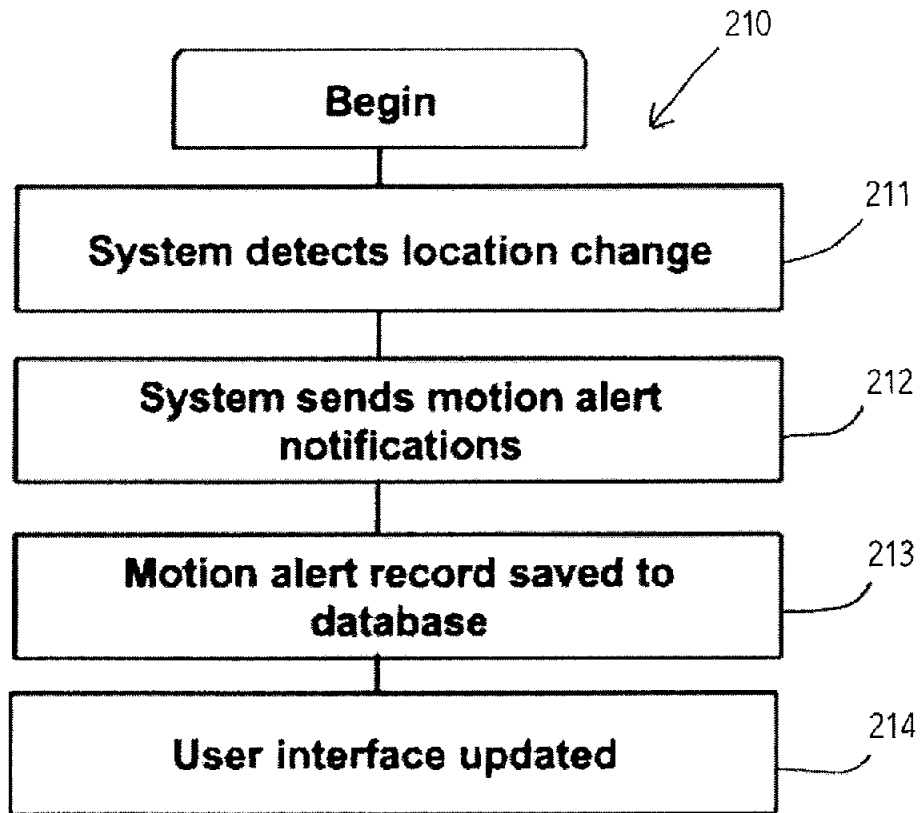 210
Begin
211
System detects location change
212
System sends motion alert
notifications
213
Motion alert record saved to
database
214
User interface updated